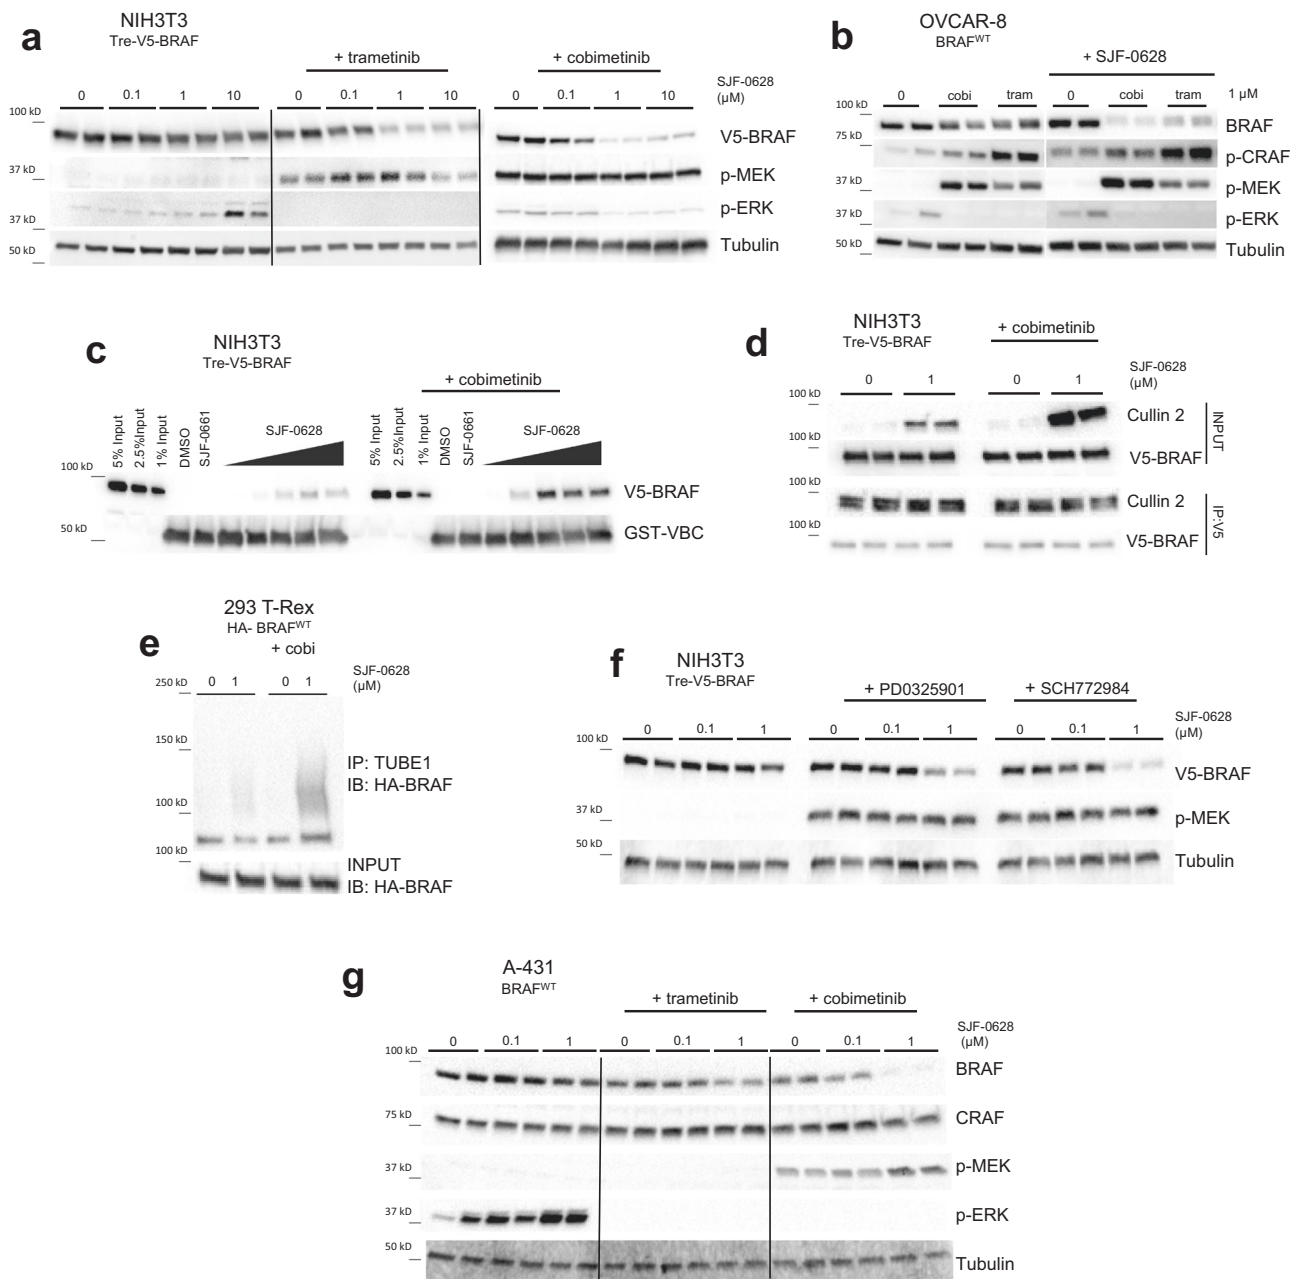 a
NIH3T3
Tre-V5-BRAF
+ trametinib
+ cobimetinib
SJF-0628
(µM)
0 0.1 1 10 0 0.1 1 10 0 0.1 1 10
100 kD
V5-BRAF
37 kD
p-MEK
37 kD
p-ERK
50 kD
Tubulin
b
OVCAR-8
BRAFWT
+ SJF-0628
0 cobi tram 0 cobi tram 1 µM
100 kD
BRAF
75 kD
p-CRAF
37 kD
p-MEK
37 kD
p-ERK
50 kD
Tubulin
c
NIH3T3
Tre-V5-BRAF
+ cobimetinib
5% Input
2.5%Input
1% Input
DMSO
SJF-0661
SJF-0628
5% Input
2.5%Input
1% Input
DMSO
SJF-0661
SJF-0628
100 kD
V5-BRAF
50 kD
GST-VBC
d
NIH3T3
Tre-V5-BRAF
+ cobimetinib
SJF-0628
(µM)
0 1 0 1
100 kD
Cullin 2
100 kD
V5-BRAF
INPUT
100 kD
Cullin 2
100 kD
V5-BRAF
IP:V5
e
293 T-Rex
HA- BRAFWT
+ cobi
SJF-0628
(µM)
0 1 0 1
250 kD
150 kD
IP: TUBE1
IB: HA-BRAF
100 kD
100 kD
INPUT
IB: HA-BRAF
f
NIH3T3
Tre-V5-BRAF
+ PD0325901
+ SCH772984
SJF-0628
(µM)
0 0.1 1 0 0.1 1 0 0.1 1
100 kD
V5-BRAF
37 kD
p-MEK
50 kD
Tubulin
g
A-431
BRAFWT
+ trametinib
+ cobimetinib
SJF-0628
(µM)
0 0.1 1 0 0.1 1 0 0.1 1
100 kD
BRAF
75 kD
CRAF
37 kD
p-MEK
37 kD
p-ERK
50 kD
Tubulin